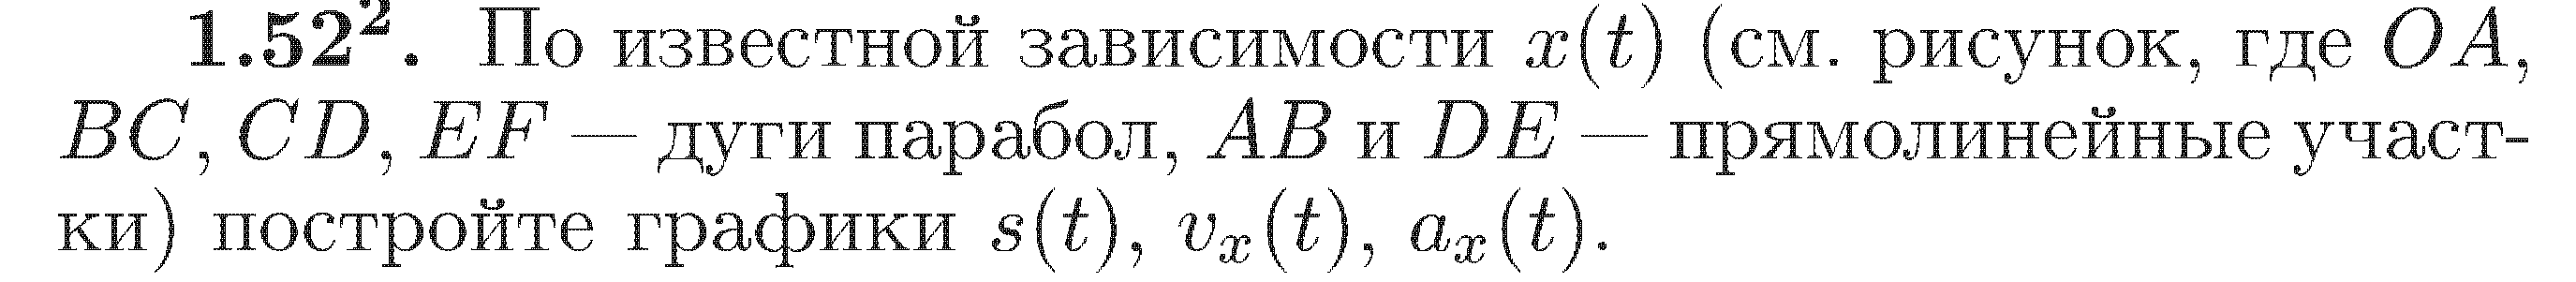 1.52². По известной зависимости x(t) (см. рисунок, где OA,
BC, CD, EF — дуги парабол, AB и DE — прямолинейные участ-
ки) постройте графики s(t), vₓ(t), aₓ(t).